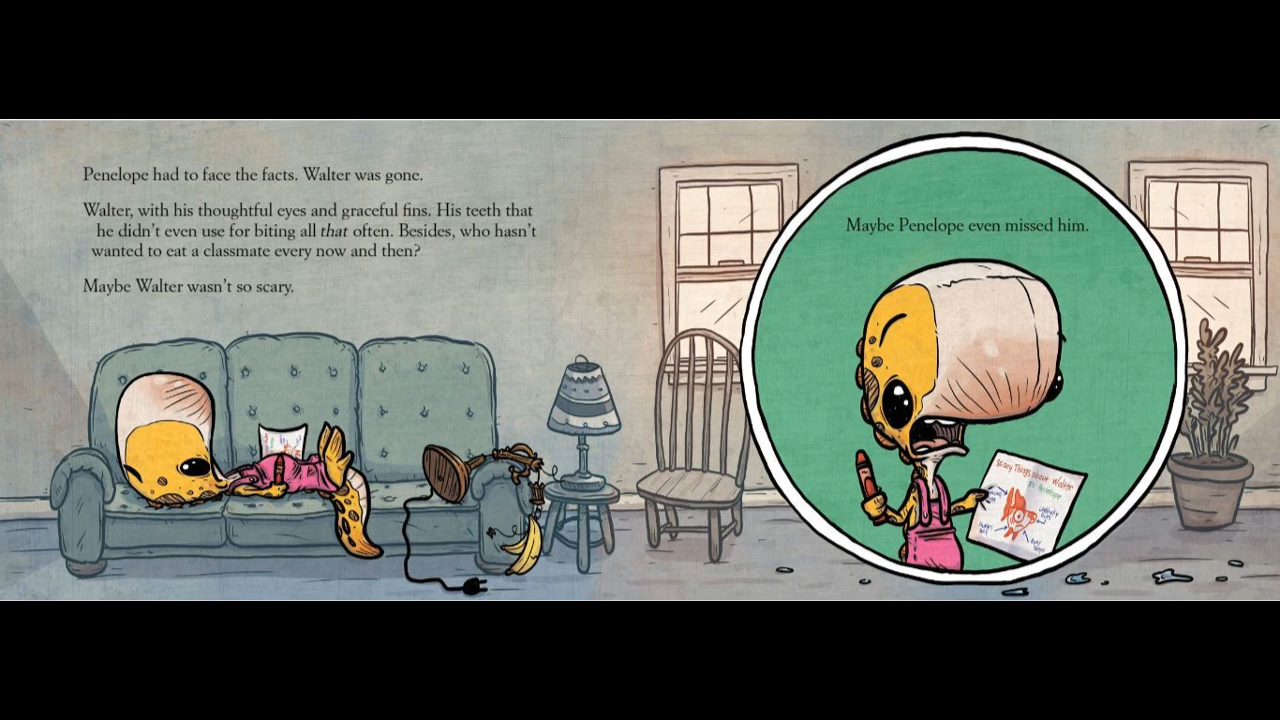 Penelope had to face the facts. Walter was gone.
Walter, with his thoughtful eyes and graceful fins. His teeth that
he didn't even use for biting all that often. Besides, who hasn't
wanted to eat a classmate every now and then?
Maybe Walter wasn't so scary.
Maybe Penelope even missed him.
Scary Things about Walter
by Penelope